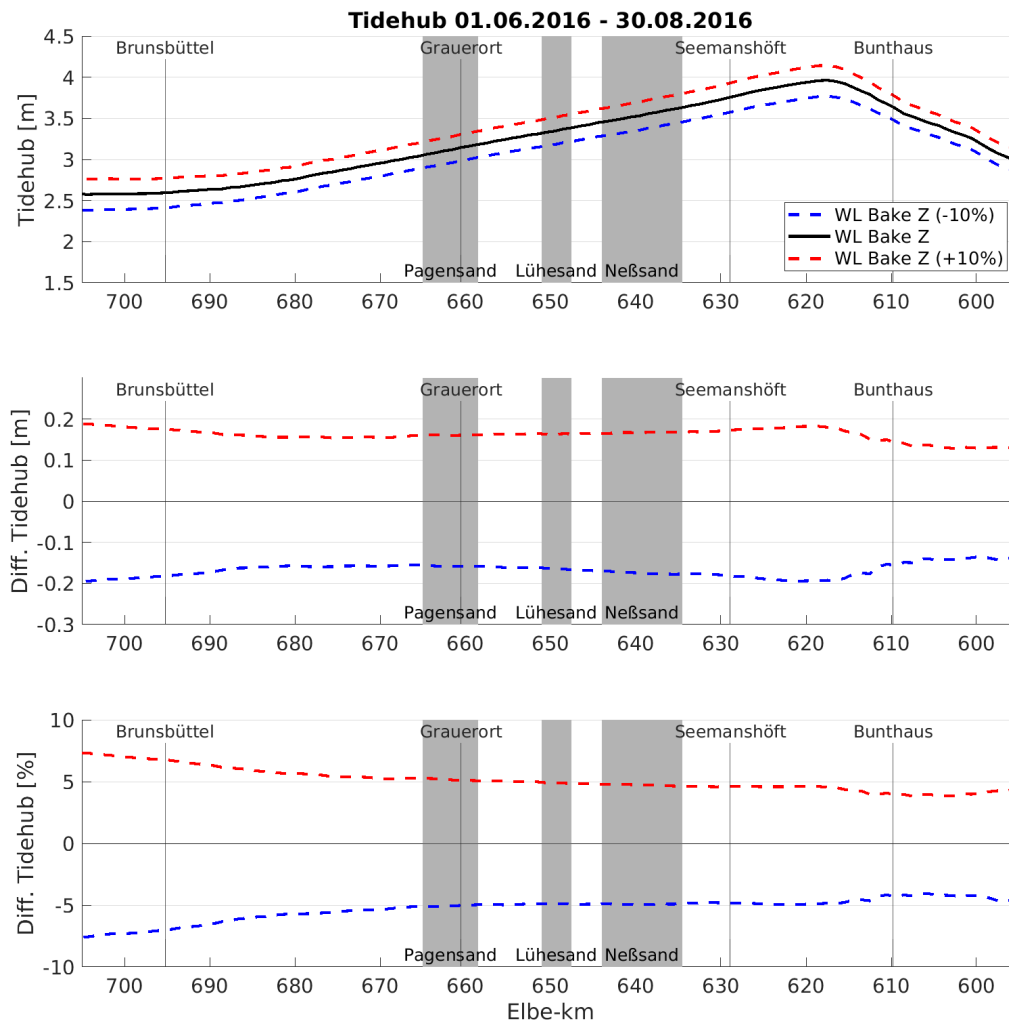 Tidehub 01.06.2016 - 30.08.2016
Tidehub [m]
4.5
4
3.5
3
2.5
2
1.5
Brunsbüttel Grauerort Seemanshöft Bunthaus
WL Bake Z (-10%)
WL Bake Z
WL Bake Z (+10%)
Pagensand Lühesand Neßsand
700 690 680 670 660 650 640 630 620 610 600
Diff. Tidehub [m]
0.2
0.1
0
-0.1
-0.2
-0.3
Brunsbüttel Grauerort Seemanshöft Bunthaus
Pagensand Lühesand Neßsand
700 690 680 670 660 650 640 630 620 610 600
Diff. Tidehub [%]
10
5
0
-5
-10
Brunsbüttel Grauerort Seemanshöft Bunthaus
Pagensand Lühesand Neßsand
700 690 680 670 660 650 640 630 620 610 600
Elbe-km